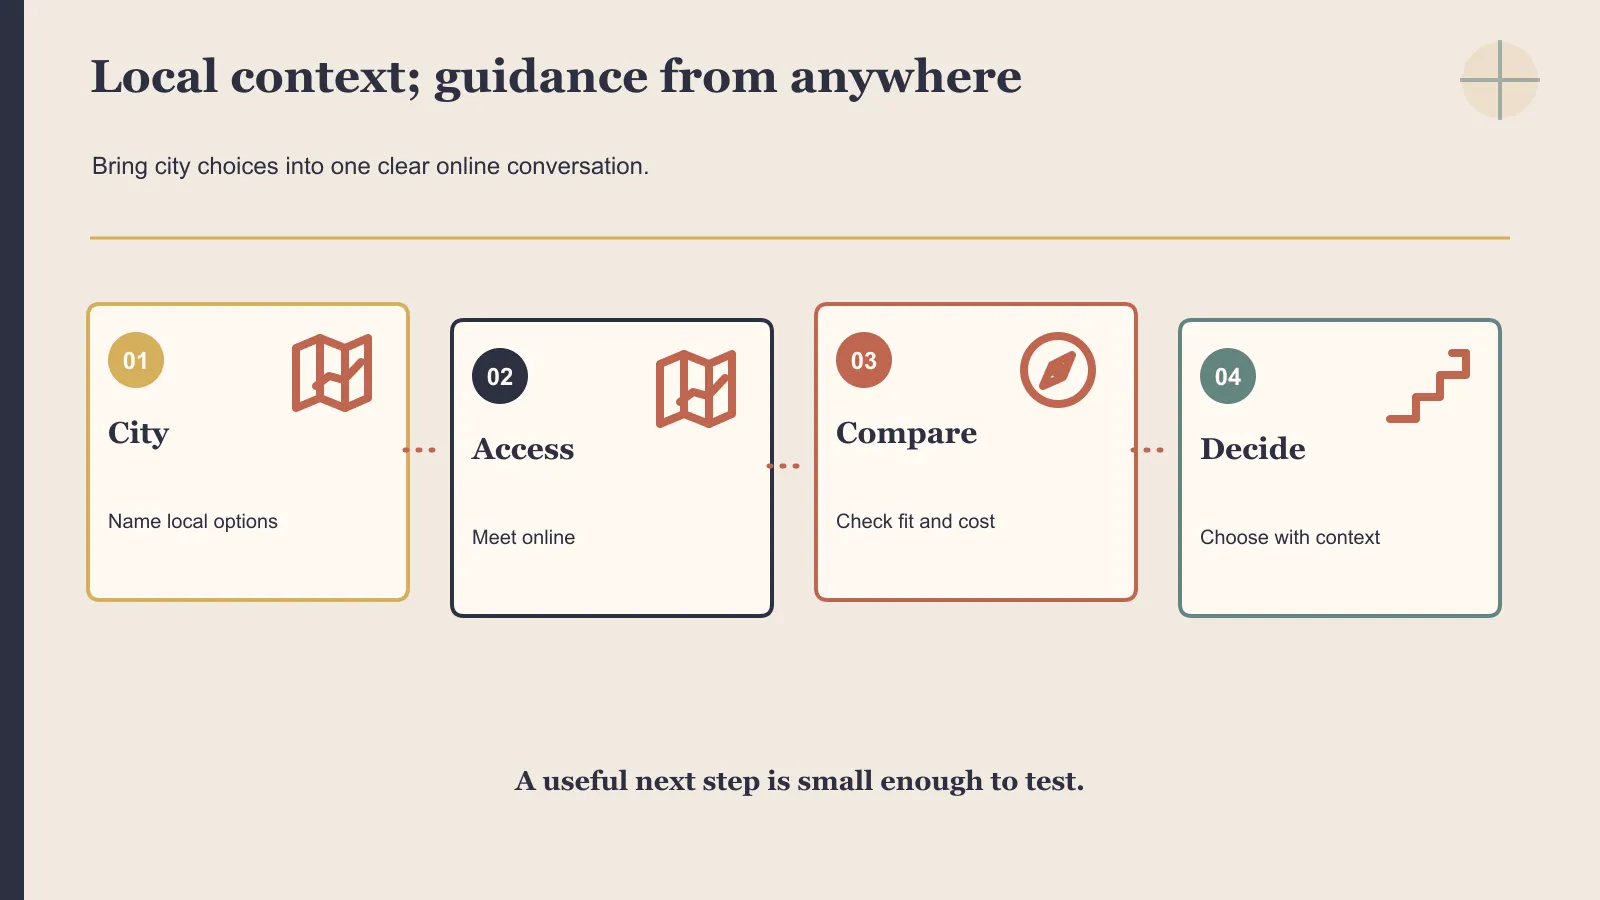 Local context; guidance from anywhere
Bring city choices into one clear online conversation.
01
City
Name local options
02
Access
Meet online
03
Compare
Check fit and cost
04
Decide
Choose with context
A useful next step is small enough to test.